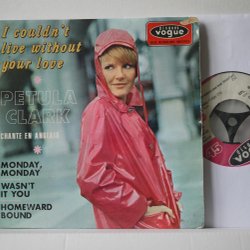 I couldn't
live without
your love
DISQUES
vogue
PETULA
CLARK
CHANTE EN ANGLAIS
MONDAY,
MONDAY
WASN'T
IT YOU
HOMEWARD
BOUND
VOGUE